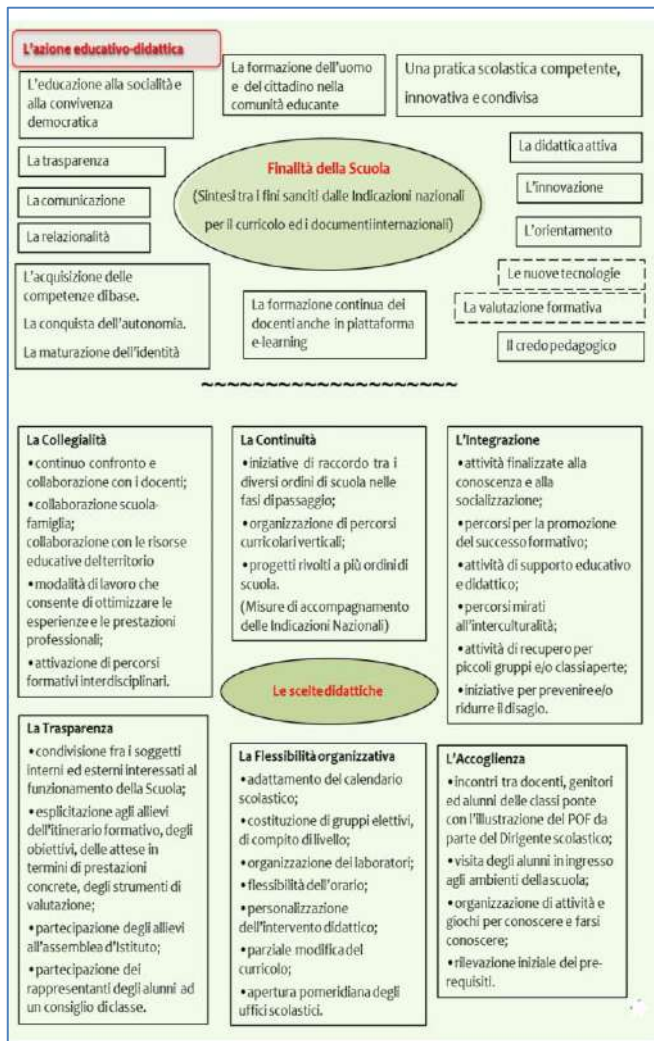 L'azione educativo-didattica
L'educazione alla socialità e
alla convivenza
democratica
La formazione dell'uomo
e del cittadino nella
comunità educante
Una pratica scolastica competente,
innovativa e condivisa
La trasparenza
La comunicazione
La relazionalità
Finalità della Scuola
(Sintesi tra i fini sanciti dalle Indicazioni nazionali
per il curricolo ed i documenti internazionali)
La didattica attiva
L'innovazione
L'orientamento
Le nuove tecnologie
La valutazione formativa
Il credo pedagogico
L'acquisizione delle
competenze di base.
La conquista dell'autonomia.
La maturazione dell'identità
La formazione continua dei
docenti anche in piattaforma
e-learning
~~~~~~~~~~~~~~~~~~~~
La Collegialità
•continuo confronto e
collaborazione con i docenti;
•collaborazione scuola-
famiglia;
collaborazione con le risorse
educative del territorio
•modalità di lavoro che
consente di ottimizzare le
esperienze e le prestazioni
professionali;
•attivazione di percorsi
formativi interdisciplinari.
La Continuità
•iniziative di raccordo tra i
diversi ordini di scuola nelle
fasi di passaggio;
•organizzazione di percorsi
curricolari verticali;
•progetti rivolti a più ordini di
scuola.
(Misure di accompagnamento
delle Indicazioni Nazionali)
L'Integrazione
•attività finalizzate alla
conoscenza e alla
socializzazione;
•percorsi per la promozione
del successo formativo;
•attività di supporto educativo
e didattico;
•percorsi mirati
all'interculturalità;
•attività di recupero per
piccoli gruppi e/o classi aperte;
•iniziative per prevenire e/o
ridurre il disagio.
Le scelte didattiche
La Trasparenza
•condivisione fra i soggetti
interni ed esterni interessati al
funzionamento della Scuola;
•esplicitazione agli allievi
dell'itinerario formativo, degli
obiettivi, delle attese in
termini di prestazioni
concrete, degli strumenti di
valutazione;
•partecipazione degli allievi
all'assemblea d'Istituto;
•partecipazione dei
rappresentanti degli alunni ad
un consiglio di classe.
La Flessibilità organizzativa
•adattamento del calendario
scolastico;
•costituzione di gruppi elettivi,
di compito di livello;
•organizzazione dei laboratori;
•flessibilità dell'orario;
•personalizzazione
dell'intervento didattico;
•parziale modifica del
curricolo;
•apertura pomeridiana degli
uffici scolastici.
L'Accoglienza
•incontri tra docenti, genitori
ed alunni delle classi ponte
con l'illustrazione del POF da
parte del Dirigente scolastico;
•visita degli alunni in ingresso
agli ambienti della scuola;
•organizzazione di attività e
giochi per conoscere e farsi
conoscere;
•rilevazione iniziale dei pre-
requisiti.